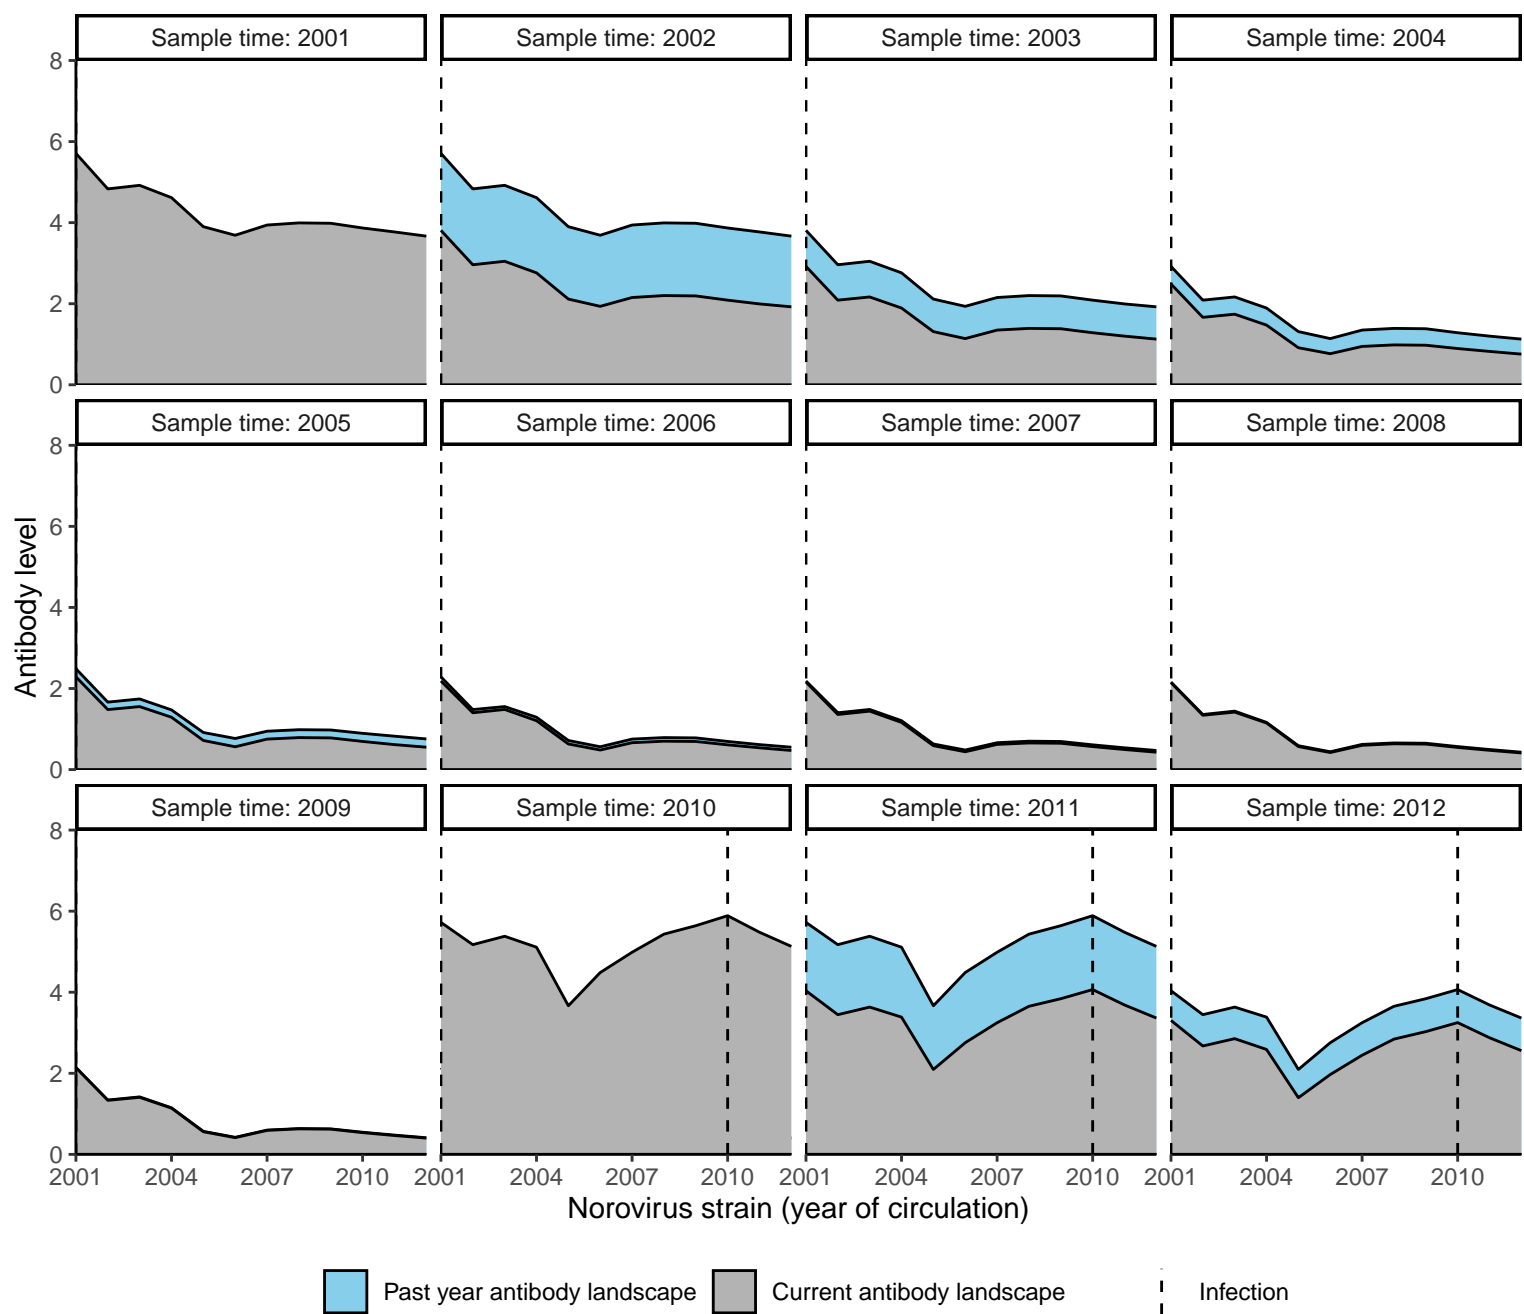 Sample time: 2001 Sample time: 2002 Sample time: 2003 Sample time: 2004
8
6
4
2
0
Sample time: 2005 Sample time: 2006 Sample time: 2007 Sample time: 2008
8
6
4
2
0
Antibody level
Sample time: 2009 Sample time: 2010 Sample time: 2011 Sample time: 2012
8
6
4
2
0
2001 2004 2007 2010 2001 2004 2007 2010 2001 2004 2007 2010 2001 2004 2007 2010
Norovirus strain (year of circulation)
Past year antibody landscape Current antibody landscape Infection